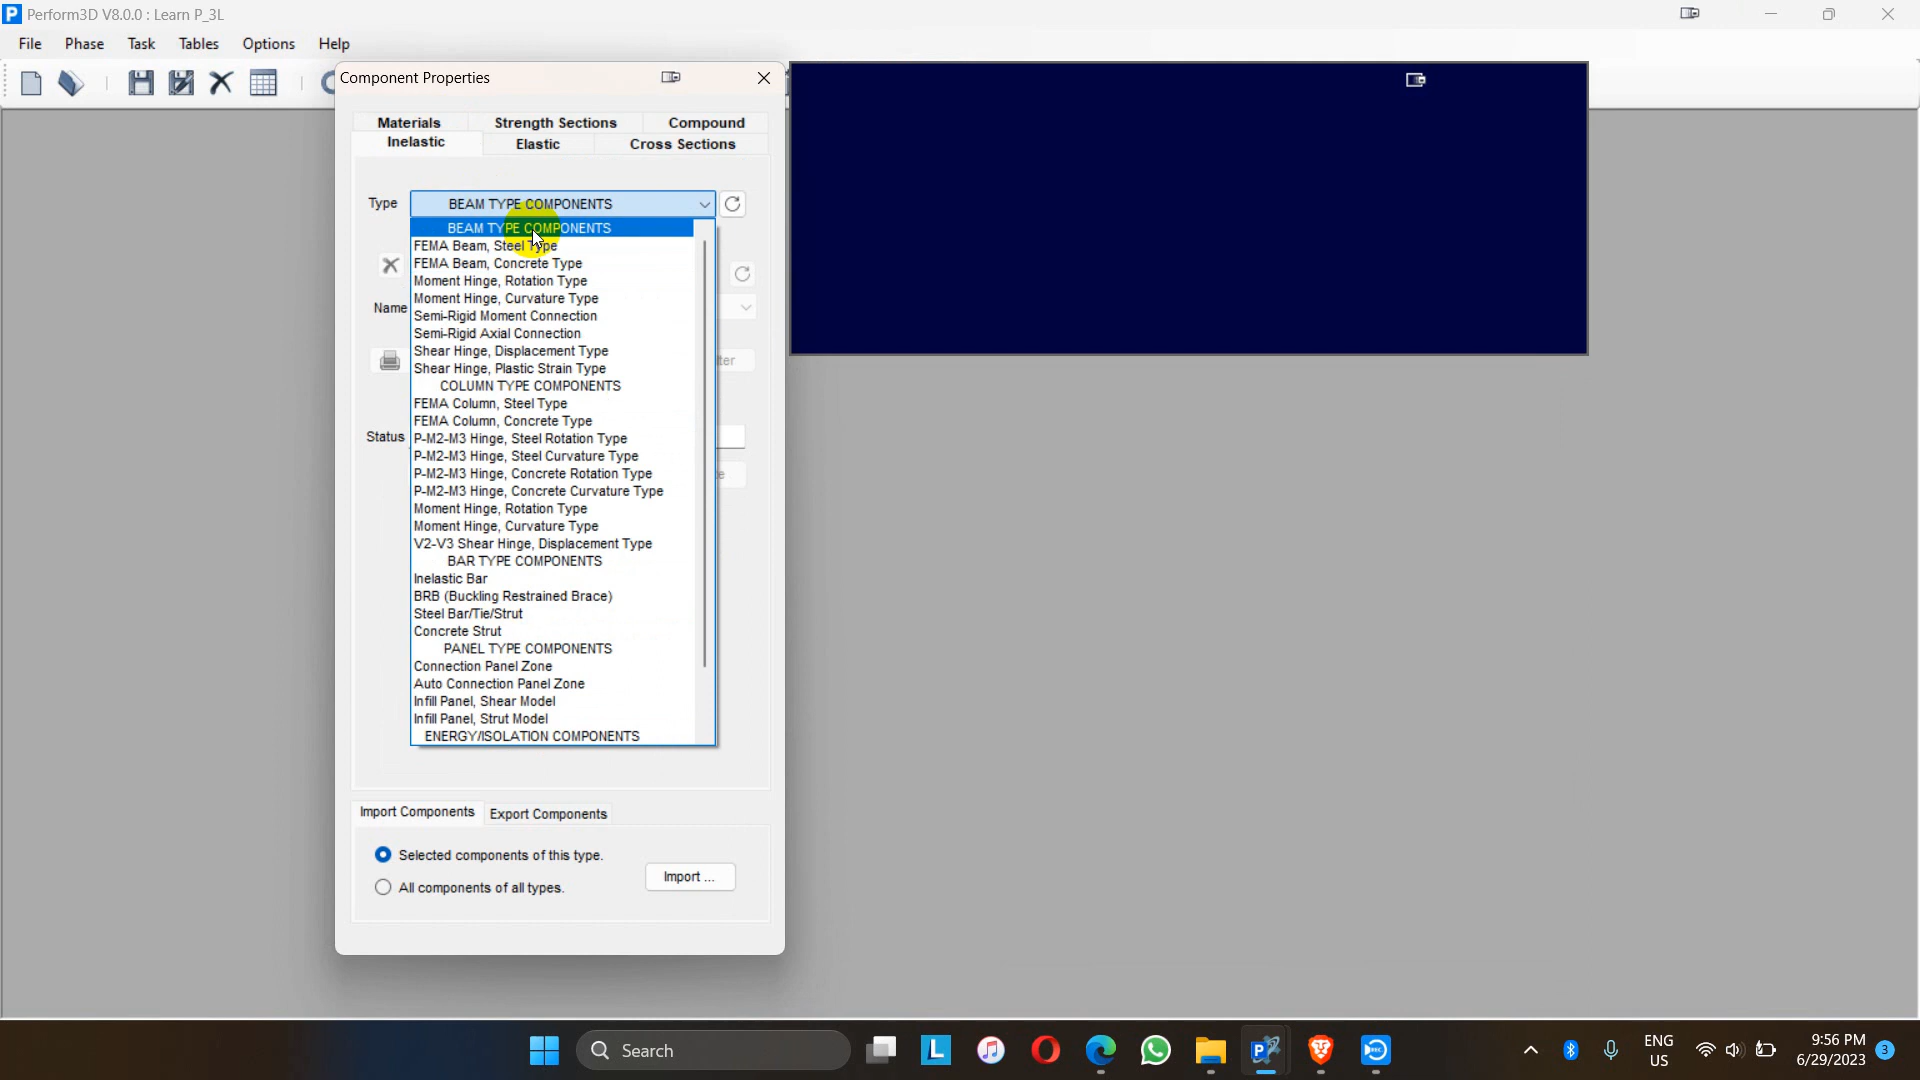 Perform3D V8.0.0 : Learn P_3L
File Phase Task Tables Options Help
Component Properties
Materials Strength Sections Compound
Inelastic Elastic Cross Sections
Type BEAM TYPE COMPONENTS
BEAM TYPE COMPONENTS
FEMA Beam, Steel Type
FEMA Beam, Concrete Type
Moment Hinge, Rotation Type
Moment Hinge, Curvature Type
Name
Semi-Rigid Moment Connection
Semi-Rigid Axial Connection
Shear Hinge, Displacement Type
Shear Hinge, Plastic Strain Type
COLUMN TYPE COMPONENTS
FEMA Column, Steel Type
FEMA Column, Concrete Type
Status
P-M2-M3 Hinge, Steel Rotation Type
P-M2-M3 Hinge, Steel Curvature Type
P-M2-M3 Hinge, Concrete Rotation Type
P-M2-M3 Hinge, Concrete Curvature Type
Moment Hinge, Rotation Type
Moment Hinge, Curvature Type
V2-V3 Shear Hinge, Displacement Type
BAR TYPE COMPONENTS
Inelastic Bar
BRB (Buckling Restrained Brace)
Steel Bar/Tie/Strut
Concrete Strut
PANEL TYPE COMPONENTS
Connection Panel Zone
Auto Connection Panel Zone
Infill Panel, Shear Model
Infill Panel, Strut Model
ENERGY/ISOLATION COMPONENTS
Import Components Export Components
Selected components of this type.
Import ...
All components of all types.
Search
ENG
US
9:56 PM
6/29/2023
3